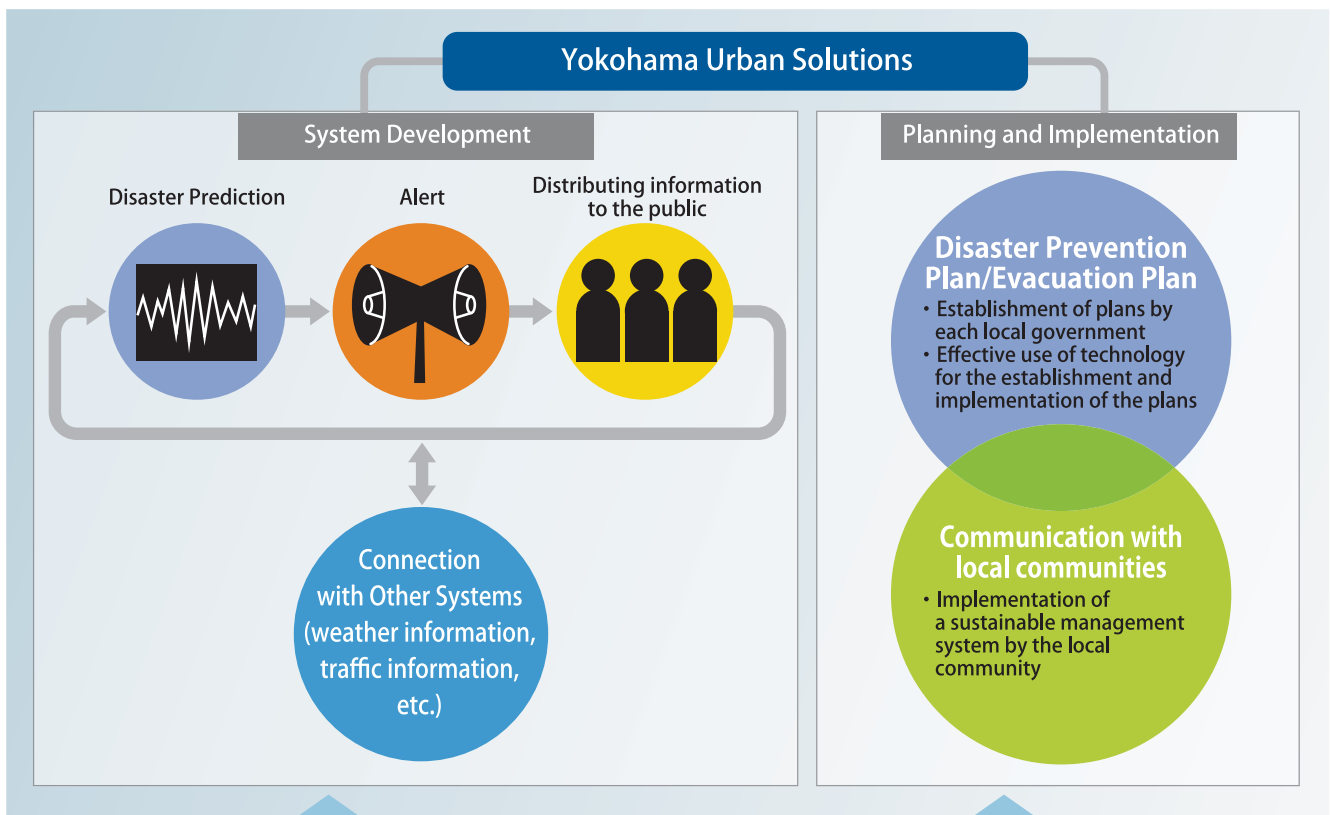 Yokohama Urban Solutions
System Development
Disaster Prediction
Alert
Distributing information
to the public
Connection
with Other Systems
(weather information,
traffic information,
etc.)
Planning and Implementation
Disaster Prevention
Plan/Evacuation Plan
・Establishment of plans by
each local government
・Effective use of technology
for the establishment and
implementation of the plans
Communication with
local communities
・Implementation of
a sustainable management
system by the local
community